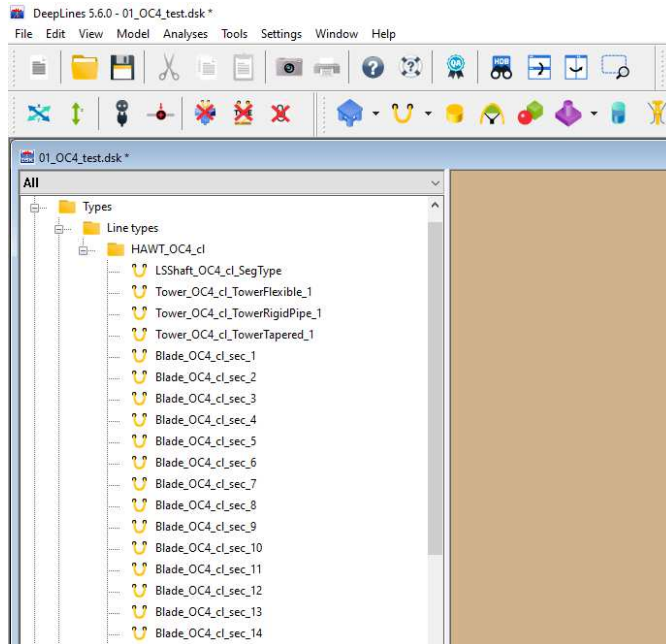 DeepLines 5.6.0 - 01_OC4_test.dsk *
File Edit View Model Analyses Tools Settings Window Help
QA HDB
01_OC4_test.dsk *
All
Types
Line types
HAWT_OC4_cl
LSShaft_OC4_cl_SegType
Tower_OC4_cl_TowerFlexible_1
Tower_OC4_cl_TowerRigidPipe_1
Tower_OC4_cl_TowerTapered_1
Blade_OC4_cl_sec_1
Blade_OC4_cl_sec_2
Blade_OC4_cl_sec_3
Blade_OC4_cl_sec_4
Blade_OC4_cl_sec_5
Blade_OC4_cl_sec_6
Blade_OC4_cl_sec_7
Blade_OC4_cl_sec_8
Blade_OC4_cl_sec_9
Blade_OC4_cl_sec_10
Blade_OC4_cl_sec_11
Blade_OC4_cl_sec_12
Blade_OC4_cl_sec_13
Blade_OC4_cl_sec_14